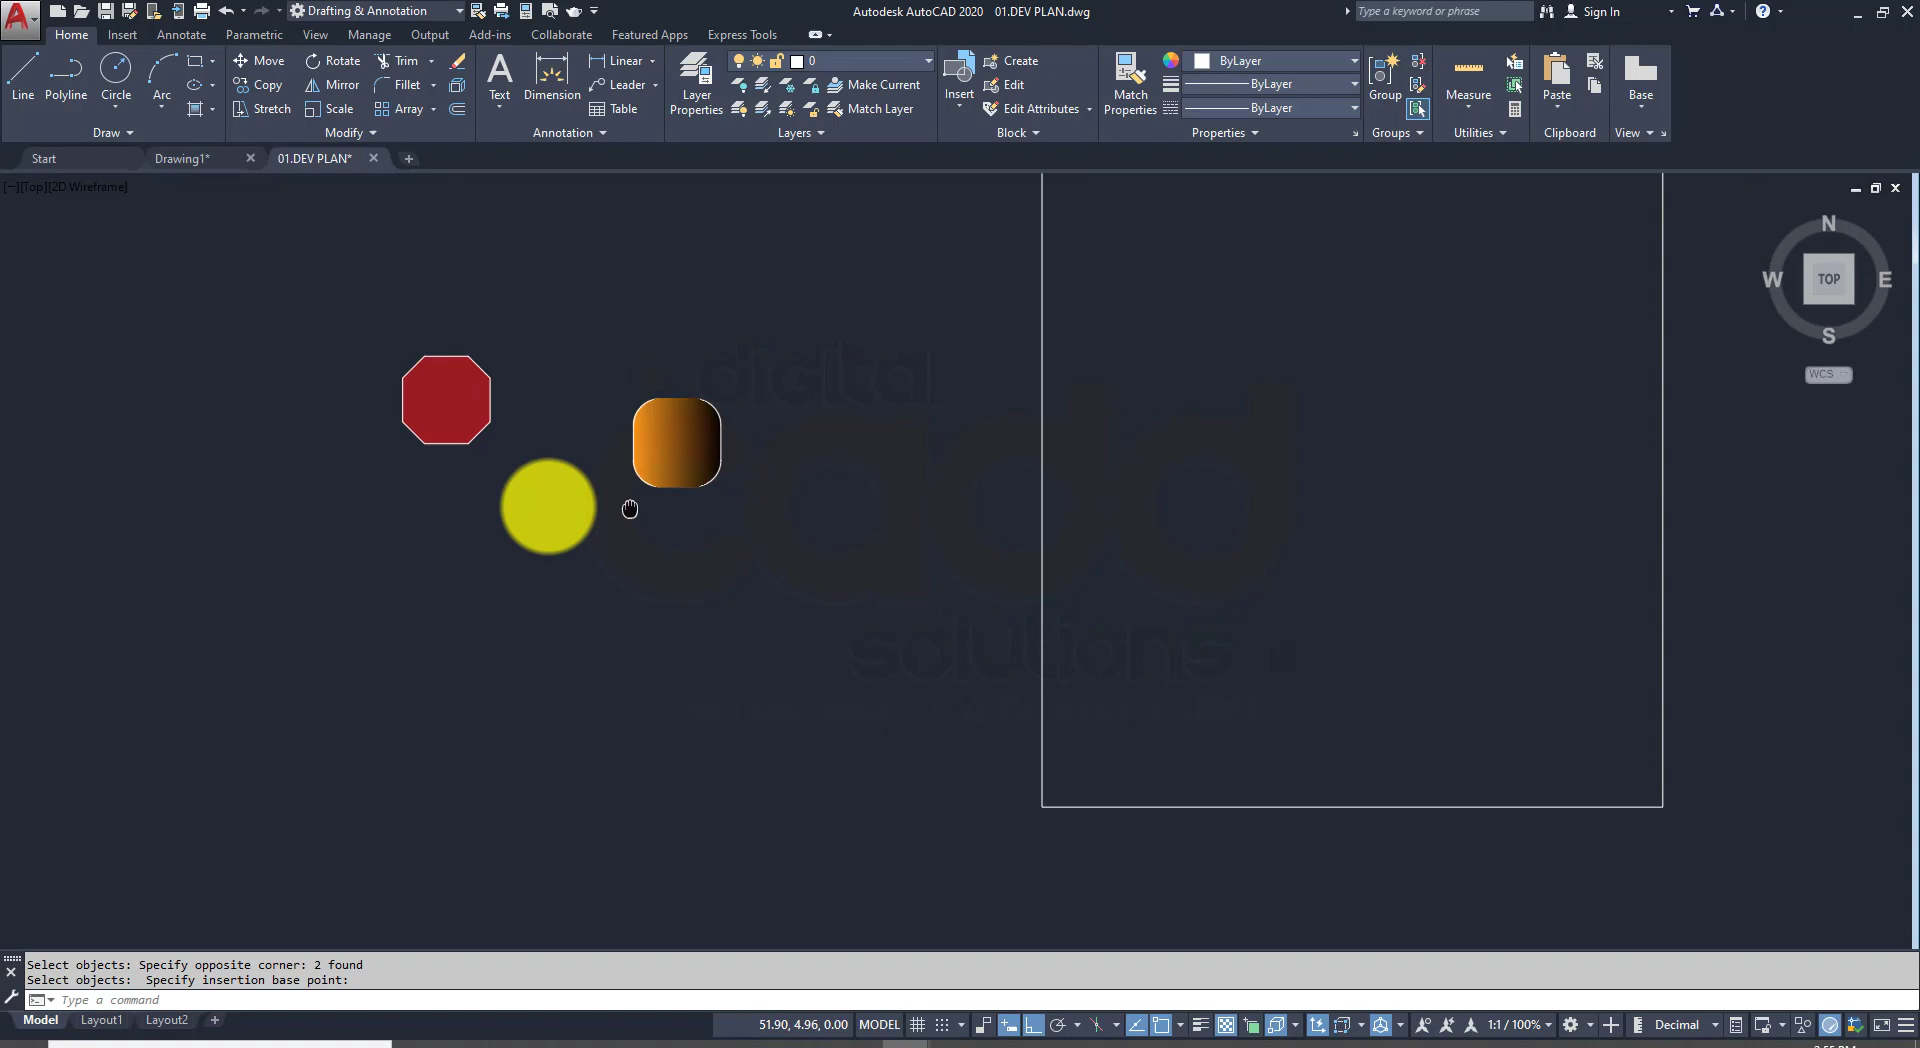 Drafting & Annotation
Autodesk AutoCAD 2020 01.DEV PLAN.dwg
Type a keyword or phrase
Sign In
Home Insert Annotate Parametric View Manage Output Add-ins Collaborate Featured Apps Express Tools
Line Polyline Circle Arc
Move Rotate Trim
Copy Mirror Fillet
Stretch Scale Array
Text Dimension
Linear
Leader
Table
Layer Properties
0
Make Current
Match Layer
Insert
Create
Edit
Edit Attributes
Match Properties
ByLayer
ByLayer
ByLayer
Group
Measure
Paste
Base
Draw Modify Annotation Layers Block Properties Groups Utilities Clipboard View
Start Drawing1* 01.DEV PLAN*
[−][Top][2D Wireframe]
N
W TOP E
S
WCS
digital
cadd
solutions
Select objects: Specify opposite corner: 2 found
Select objects: Specify insertion base point:
Type a command
Model Layout1 Layout2
51.90, 4.96, 0.00 MODEL 1:1 / 100% Decimal